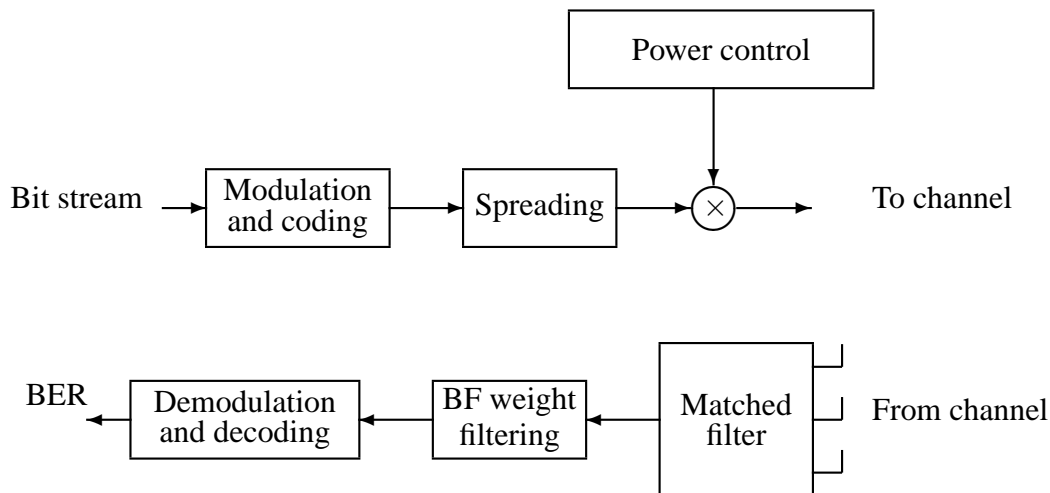 Power control
Bit stream
Modulation
and coding
Spreading
×
To channel
BER
Demodulation
and decoding
BF weight
filtering
Matched
filter
From channel